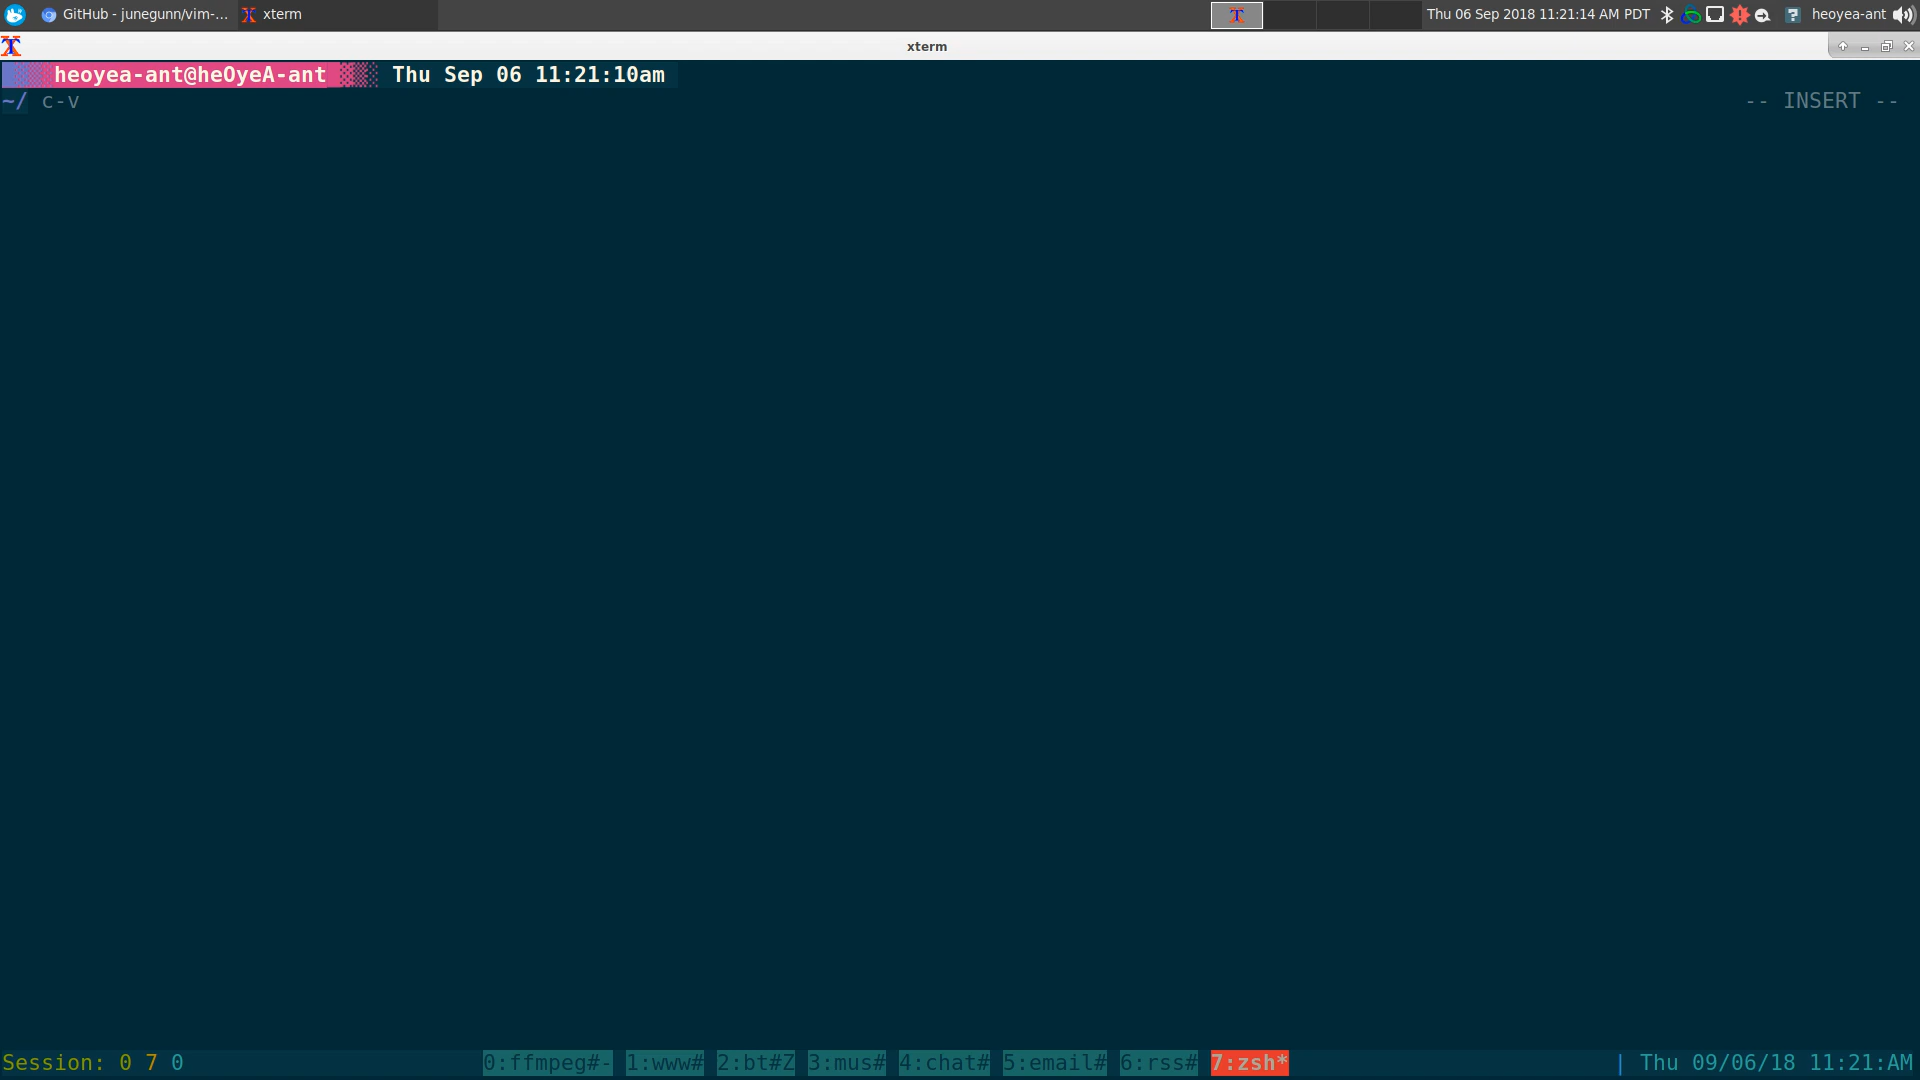 GitHub - junegunn/vim-... xterm Thu 06 Sep 2018 11:21:14 AM PDT heoyea-ant
xterm
heoyea-ant@heOyeA-ant Thu Sep 06 11:21:10am
~/ c-v -- INSERT --
Session: 0 7 0 0:ffmpeg#- 1:www# 2:bt#Z 3:mus# 4:chat# 5:email# 6:rss# 7:zsh* | Thu 09/06/18 11:21:AM